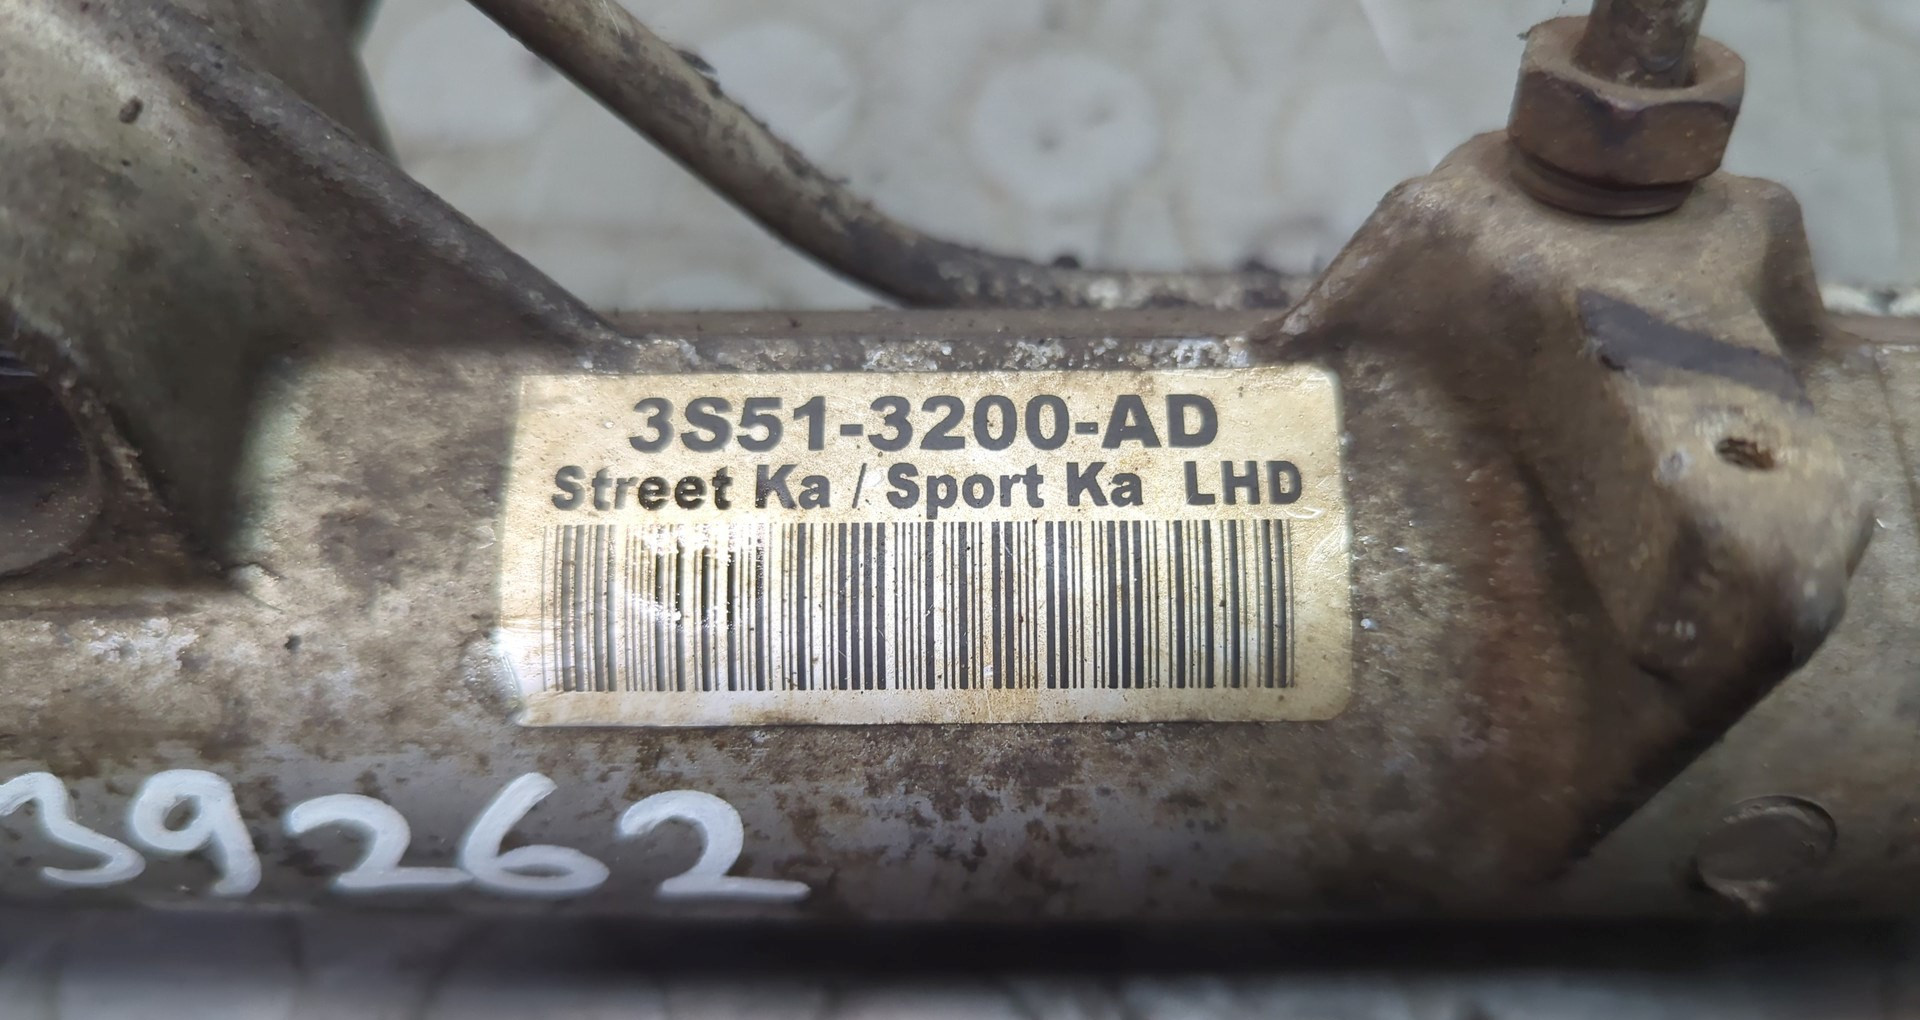 3S51-3200-AD
Street Ka / Sport Ka LHD
39262